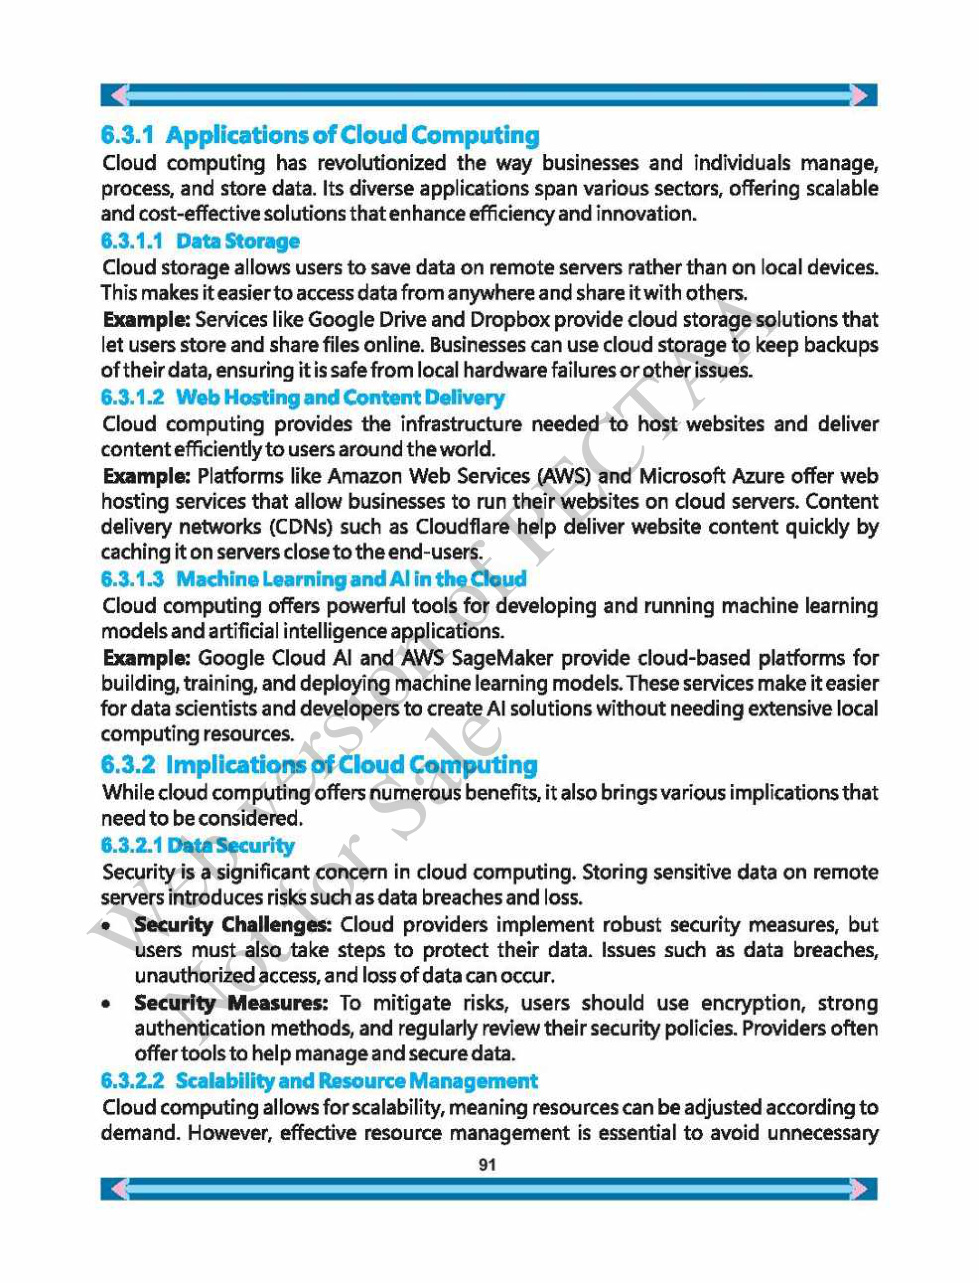 6.3.1 Applications of Cloud Computing
Cloud computing has revolutionized the way businesses and individuals manage,
process, and store data. Its diverse applications span various sectors, offering scalable
and cost-effective solutions that enhance efficiency and innovation.
6.3.1.1 Data Storage
Cloud storage allows users to save data on remote servers rather than on local devices.
This makes it easier to access data from anywhere and share it with others.
Example: Services like Google Drive and Dropbox provide cloud storage solutions that
let users store and share files online. Businesses can use cloud storage to keep backups
of their data, ensuring it is safe from local hardware failures or other issues.
6.3.1.2 Web Hosting and Content Delivery
Cloud computing provides the infrastructure needed to host websites and deliver
content efficiently to users around the world.
Example: Platforms like Amazon Web Services (AWS) and Microsoft Azure offer web
hosting services that allow businesses to run their websites on cloud servers. Content
delivery networks (CDNs) such as Cloudflare help deliver website content quickly by
caching it on servers close to the end-users.
6.3.1.3 Machine Learning and AI in the Cloud
Cloud computing offers powerful tools for developing and running machine learning
models and artificial intelligence applications.
Example: Google Cloud AI and AWS SageMaker provide cloud-based platforms for
building, training, and deploying machine learning models. These services make it easier
for data scientists and developers to create AI solutions without needing extensive local
computing resources.
6.3.2 Implications of Cloud Computing
While cloud computing offers numerous benefits, it also brings various implications that
need to be considered.
6.3.2.1 Data Security
Security is a significant concern in cloud computing. Storing sensitive data on remote
servers introduces risks such as data breaches and loss.
• Security Challenges: Cloud providers implement robust security measures, but
users must also take steps to protect their data. Issues such as data breaches,
unauthorized access, and loss of data can occur.
• Security Measures: To mitigate risks, users should use encryption, strong
authentication methods, and regularly review their security policies. Providers often
offer tools to help manage and secure data.
6.3.2.2 Scalability and Resource Management
Cloud computing allows for scalability, meaning resources can be adjusted according to
demand. However, effective resource management is essential to avoid unnecessary
91
Web version of PECTAA
Not for Sale